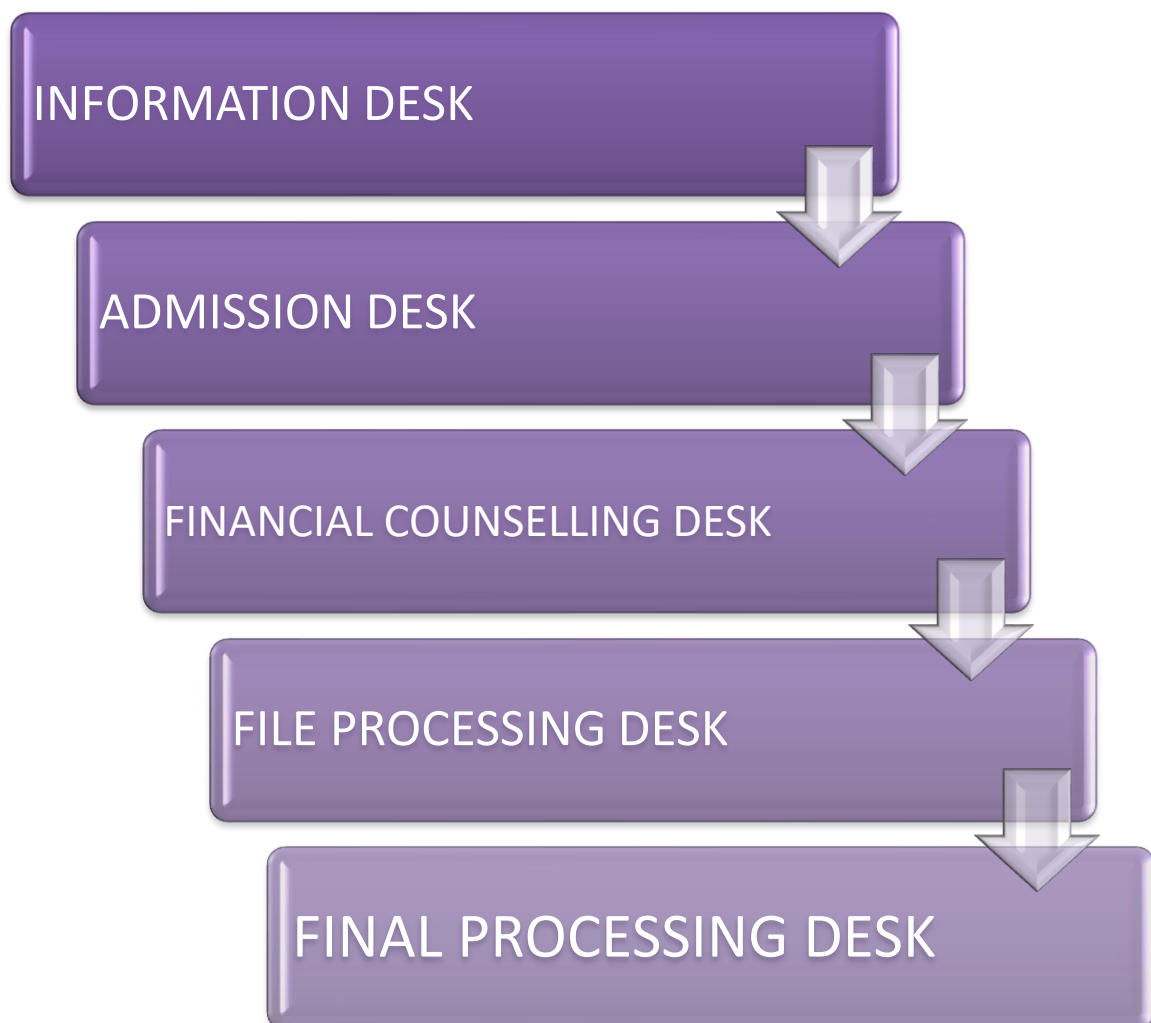 INFORMATION DESK
ADMISSION DESK
FINANCIAL COUNSELLING DESK
FILE PROCESSING DESK
FINAL PROCESSING DESK